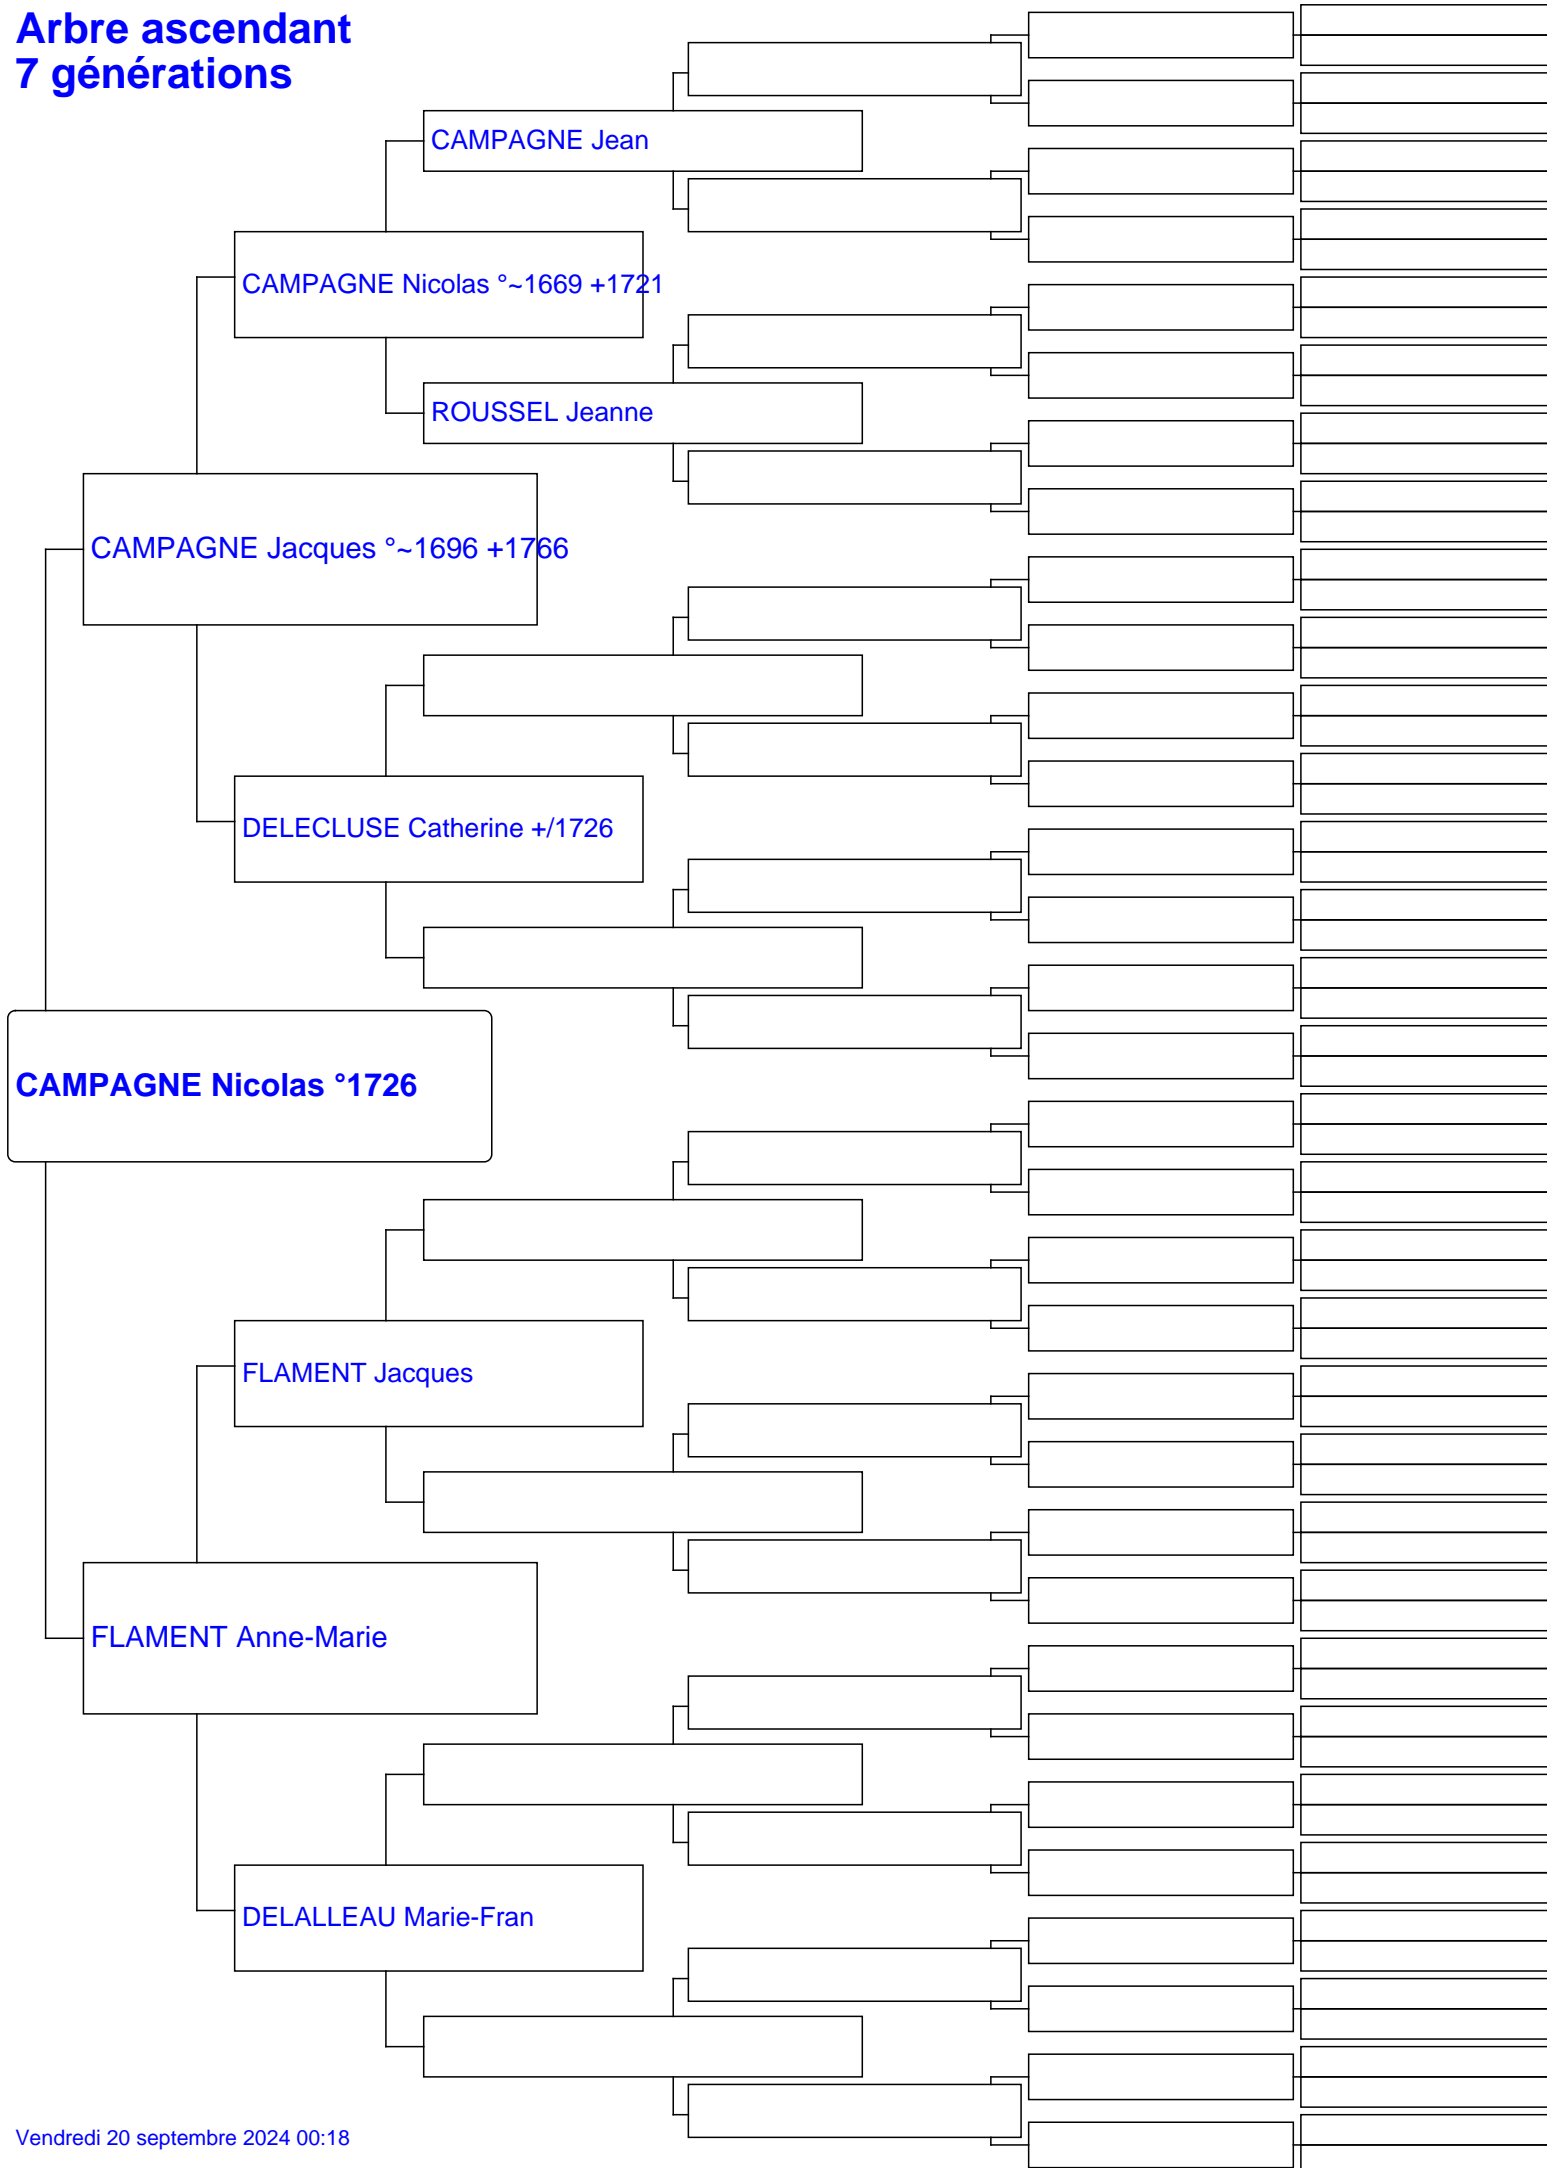 Arbre ascendant
7 générations
CAMPAGNE Jean
CAMPAGNE Nicolas °~1669 +1721
ROUSSEL Jeanne
CAMPAGNE Jacques °~1696 +1766
DELECLUSE Catherine +/1726
CAMPAGNE Nicolas °1726
FLAMENT Jacques
FLAMENT Anne-Marie
DELALLEAU Marie-Fran
Vendredi 20 septembre 2024 00:18